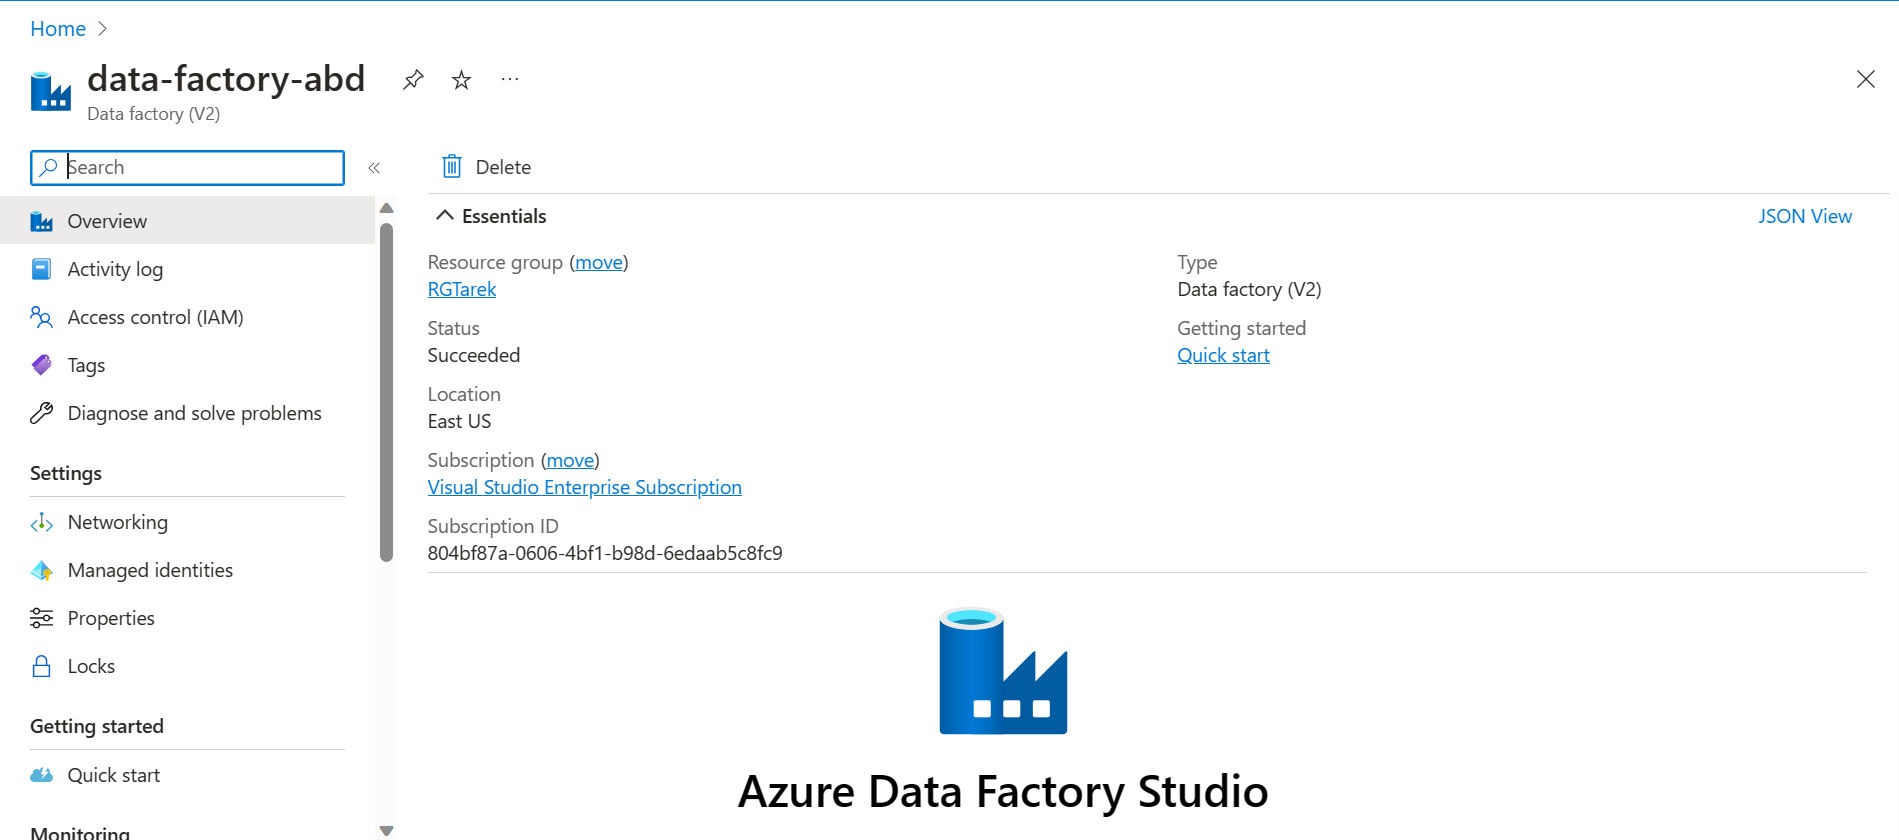 Home
data-factory-abd
Data factory (V2)
Search
Overview
Activity log
Access control (IAM)
Tags
Diagnose and solve problems
Settings
Networking
Managed identities
Properties
Locks
Getting started
Quick start
Monitoring
Delete
Essentials
JSON View
Resource group (move)
RGTarek
Status
Succeeded
Location
East US
Subscription (move)
Visual Studio Enterprise Subscription
Subscription ID
804bf87a-0606-4bf1-b98d-6edaab5c8fc9
Type
Data factory (V2)
Getting started
Quick start
Azure Data Factory Studio